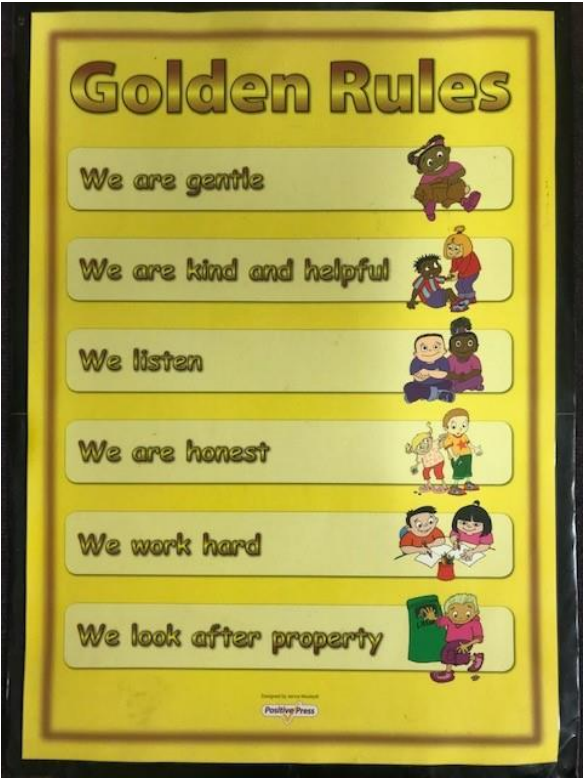 Golden Rules
We are gentle
We are kind and helpful
We listen
We are honest
We work hard
We look after property
Positive Press